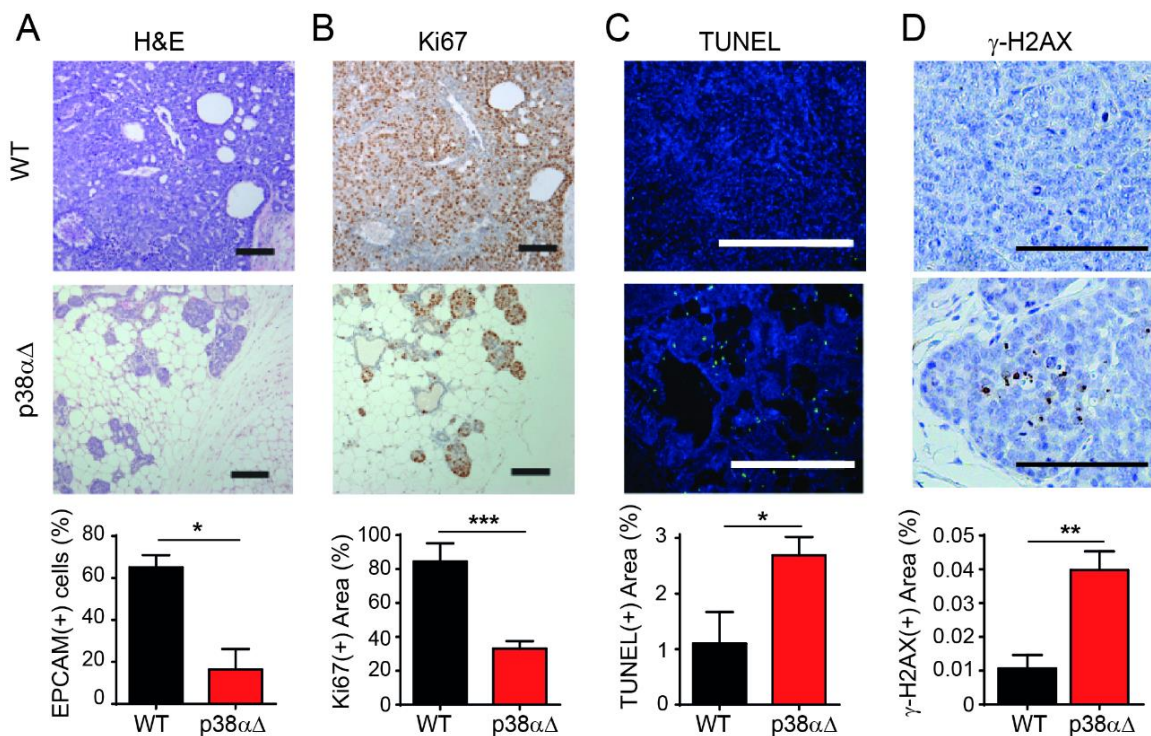 A H&E
B Ki67
C TUNEL
D γ-H2AX
WT
p38αΔ
EPCAM(+) cells (%)
80
60
40
20
0
*
WT p38αΔ
Ki67(+) Area (%)
100
80
60
40
20
0
***
WT p38αΔ
TUNEL(+) Area (%)
3
2
1
0
*
WT p38αΔ
γ-H2AX(+) Area (%)
0.05
0.04
0.03
0.02
0.01
0
**
WT p38αΔ